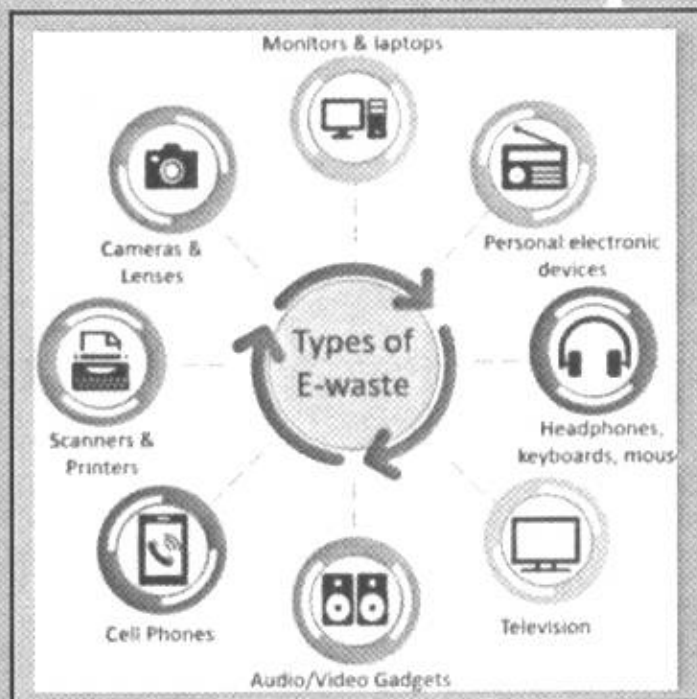 Monitors & laptops
Cameras &
Lenses
Personal electronic
devices
Types of
E-waste
Scanners &
Printers
Headphones,
keyboards, mous
Cell Phones
Television
Audio/Video Gadgets